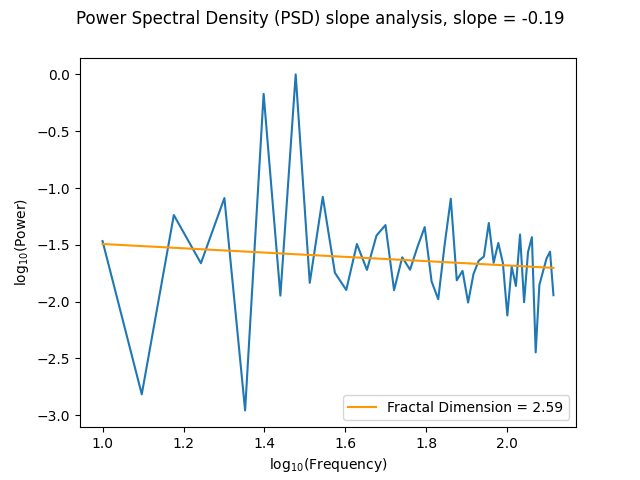 Power Spectral Density (PSD) slope analysis, slope = -0.19
0.0
−0.5
−1.0
−1.5
−2.0
−2.5
−3.0
log10(Power)
Fractal Dimension = 2.59
1.0 1.2 1.4 1.6 1.8 2.0
log10(Frequency)